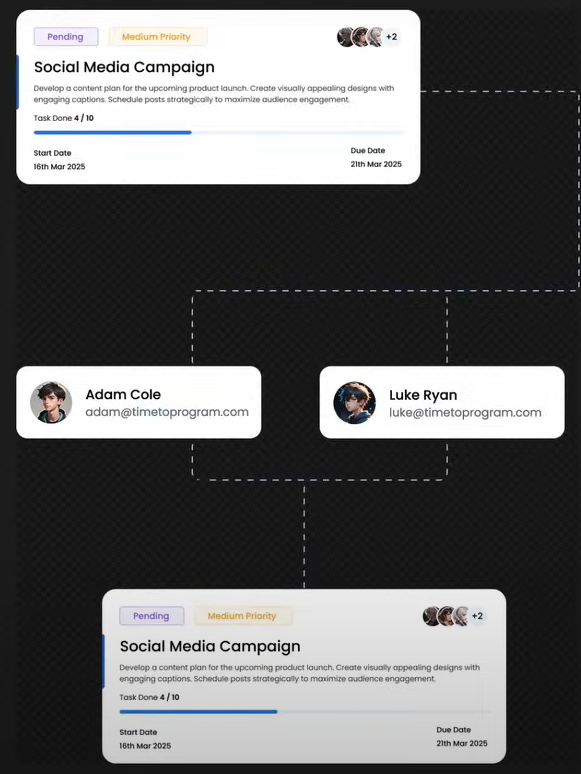 Pending Medium Priority +2
Social Media Campaign
Develop a content plan for the upcoming product launch. Create visually appealing designs with
engaging captions. Schedule posts strategically to maximize audience engagement.
Task Done 4 / 10
Start Date Due Date
16th Mar 2025 21th Mar 2025
Adam Cole
adam@timetoprogram.com
Luke Ryan
luke@timetoprogram.com
Pending Medium Priority +2
Social Media Campaign
Develop a content plan for the upcoming product launch. Create visually appealing designs with
engaging captions. Schedule posts strategically to maximize audience engagement.
Task Done 4 / 10
Start Date Due Date
16th Mar 2025 21th Mar 2025